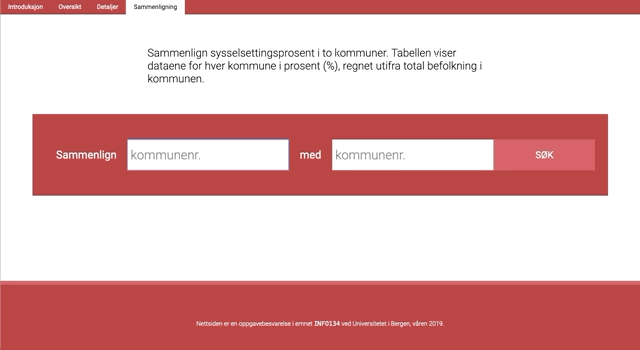 Introduksjon Oversikt Detaljer Sammenligning
Sammenlign sysselsettingsprosent i to kommuner. Tabellen viser
dataene for hver kommune i prosent (%), regnet utifra total befolkning i
kommunen.
Sammenlign kommunenr. med kommunenr. SØK
Nettsiden er en oppgavebesvarelse i emnet INFO134 ved Universitetet i Bergen, våren 2019.